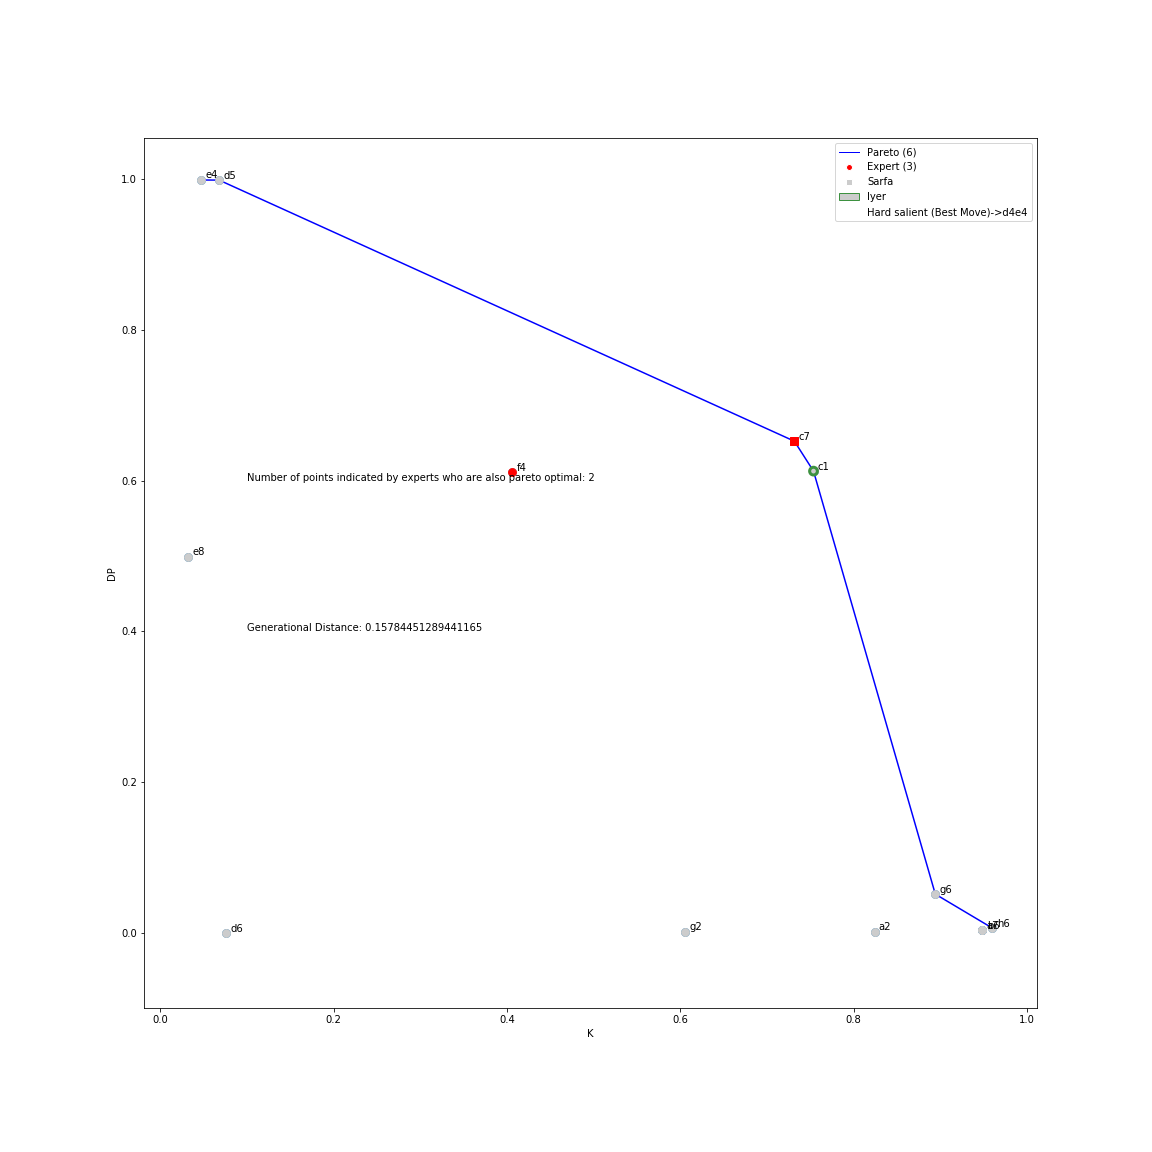 Pareto (6)
Expert (3)
Sarfa
Iyer
Hard salient (Best Move)->d4e4
1.0
e4
d5
0.8
c7
c1
f4
0.6
Number of points indicated by experts who are also pareto optimal: 2
e8
DP
0.4
Generational Distance: 0.15784451289441165
0.2
g6
0.0
d6
g2
a2
h6
0.0
0.2
0.4
0.6
0.8
1.0
K